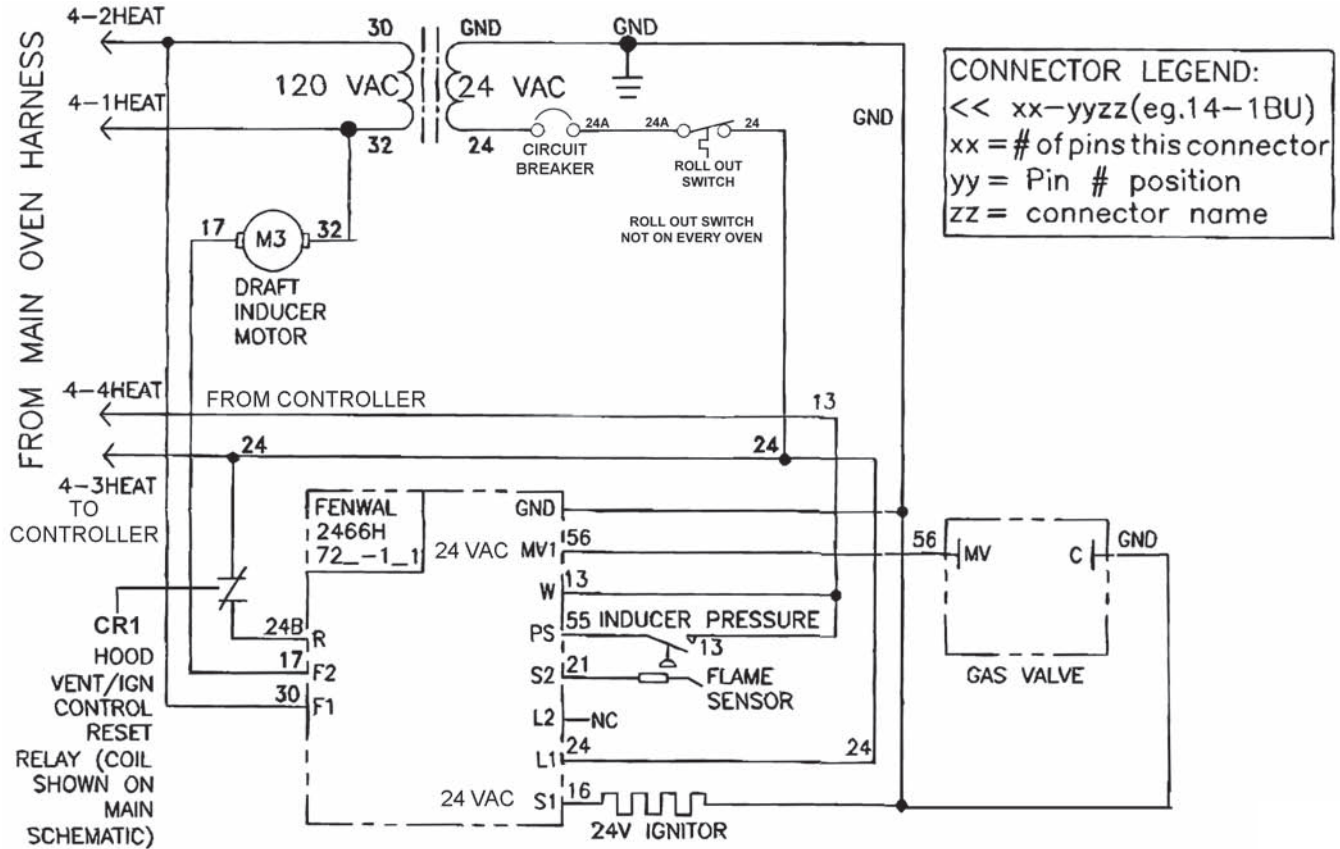 FROM MAIN OVEN HARNESS
4-2HEAT
30
GND
GND
120 VAC
24 VAC
4-1HEAT
32
24
CIRCUIT
BREAKER
24A
24A
24
ROLL OUT
SWITCH
ROLL OUT SWITCH
NOT ON EVERY OVEN
GND
CONNECTOR LEGEND:
<< xx-yyzz(eg.14-1BU)
xx = # of pins this connector
yy = Pin # position
zz = connector name
17
M3
32
DRAFT
INDUCER
MOTOR
4-4HEAT
FROM CONTROLLER
13
24
24
4-3HEAT
TO
CONTROLLER
FENWAL
2466H
72_-1_1
GND
24 VAC
MV1
56
56
MV
C
GND
GAS VALVE
W
13
PS
55
INDUCER PRESSURE
13
S2
21
FLAME
SENSOR
L2
NC
L1
24
24
24 VAC
S1
16
24V IGNITOR
CR1
HOOD
VENT/IGN
CONTROL
RESET
RELAY (COIL
SHOWN ON
MAIN
SCHEMATIC)
24B
R
17
F2
30
F1